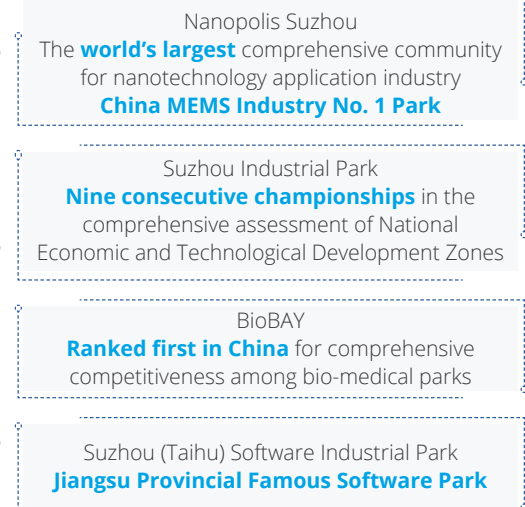 Nanopolis Suzhou
The world's largest comprehensive community
for nanotechnology application industry
China MEMS Industry No. 1 Park
Suzhou Industrial Park
Nine consecutive championships in the
comprehensive assessment of National
Economic and Technological Development Zones
BioBAY
Ranked first in China for comprehensive
competitiveness among bio-medical parks
Suzhou (Taihu) Software Industrial Park
Jiangsu Provincial Famous Software Park